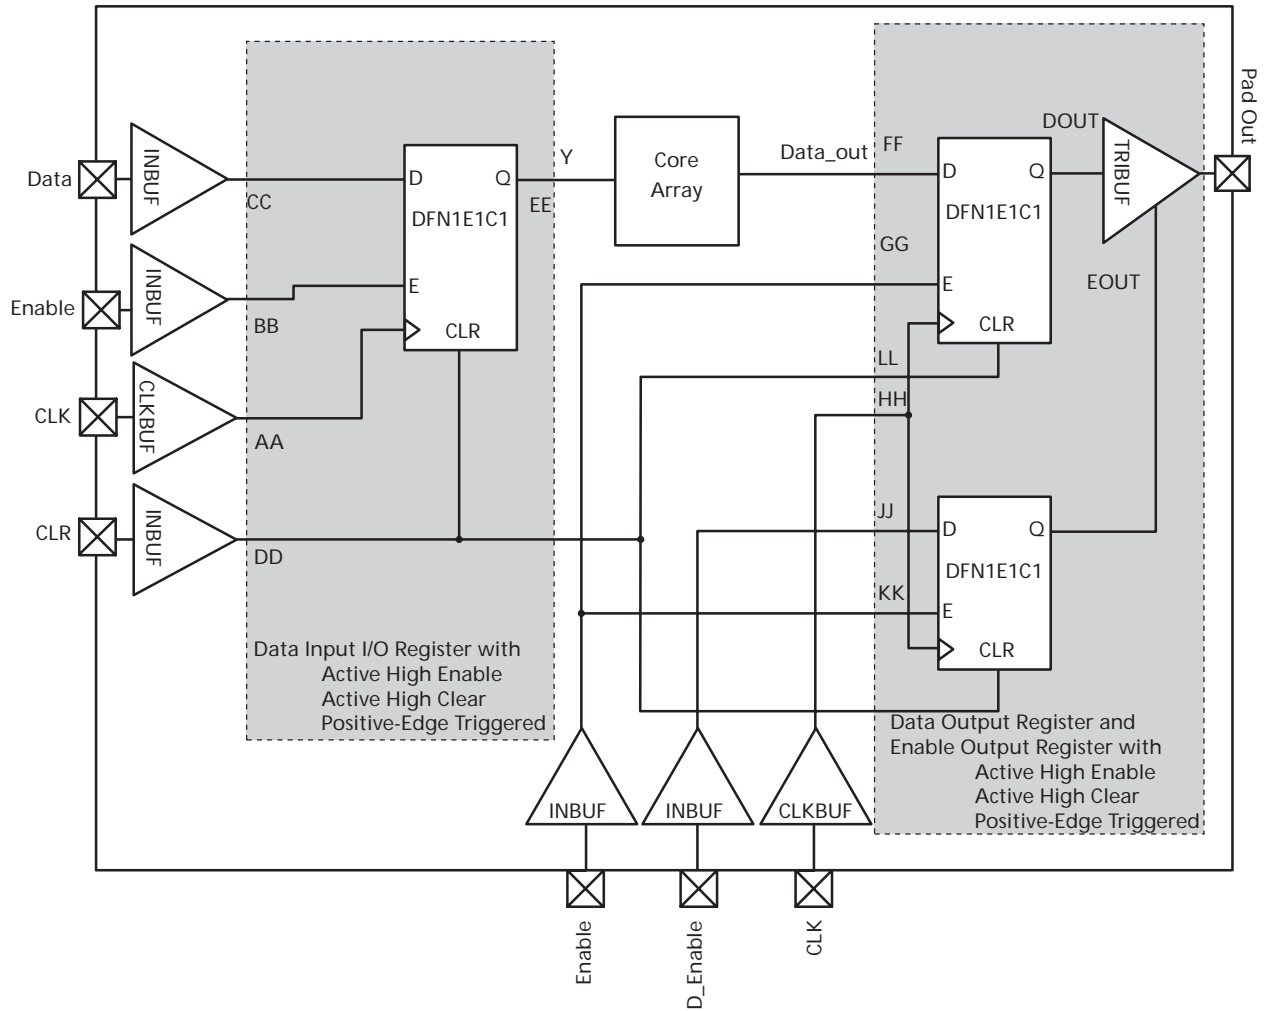 Data
INBUF
CC
D
Q
DFN1E1C1
E
CLR
Y
EE
Core
Array
Data_out
FF
D
Q
DFN1E1C1
GG
E
CLR
DOUT
TRIBUF
Pad Out
EOUT
Enable
INBUF
BB
CLK
CLKBUF
AA
LL
HH
CLR
INBUF
DD
JJ
D
Q
DFN1E1C1
KK
E
CLR
Data Input I/O Register with
Active High Enable
Active High Clear
Positive-Edge Triggered
Data Output Register and
Enable Output Register with
Active High Enable
Active High Clear
Positive-Edge Triggered
INBUF
INBUF
CLKBUF
Enable
D_Enable
CLK